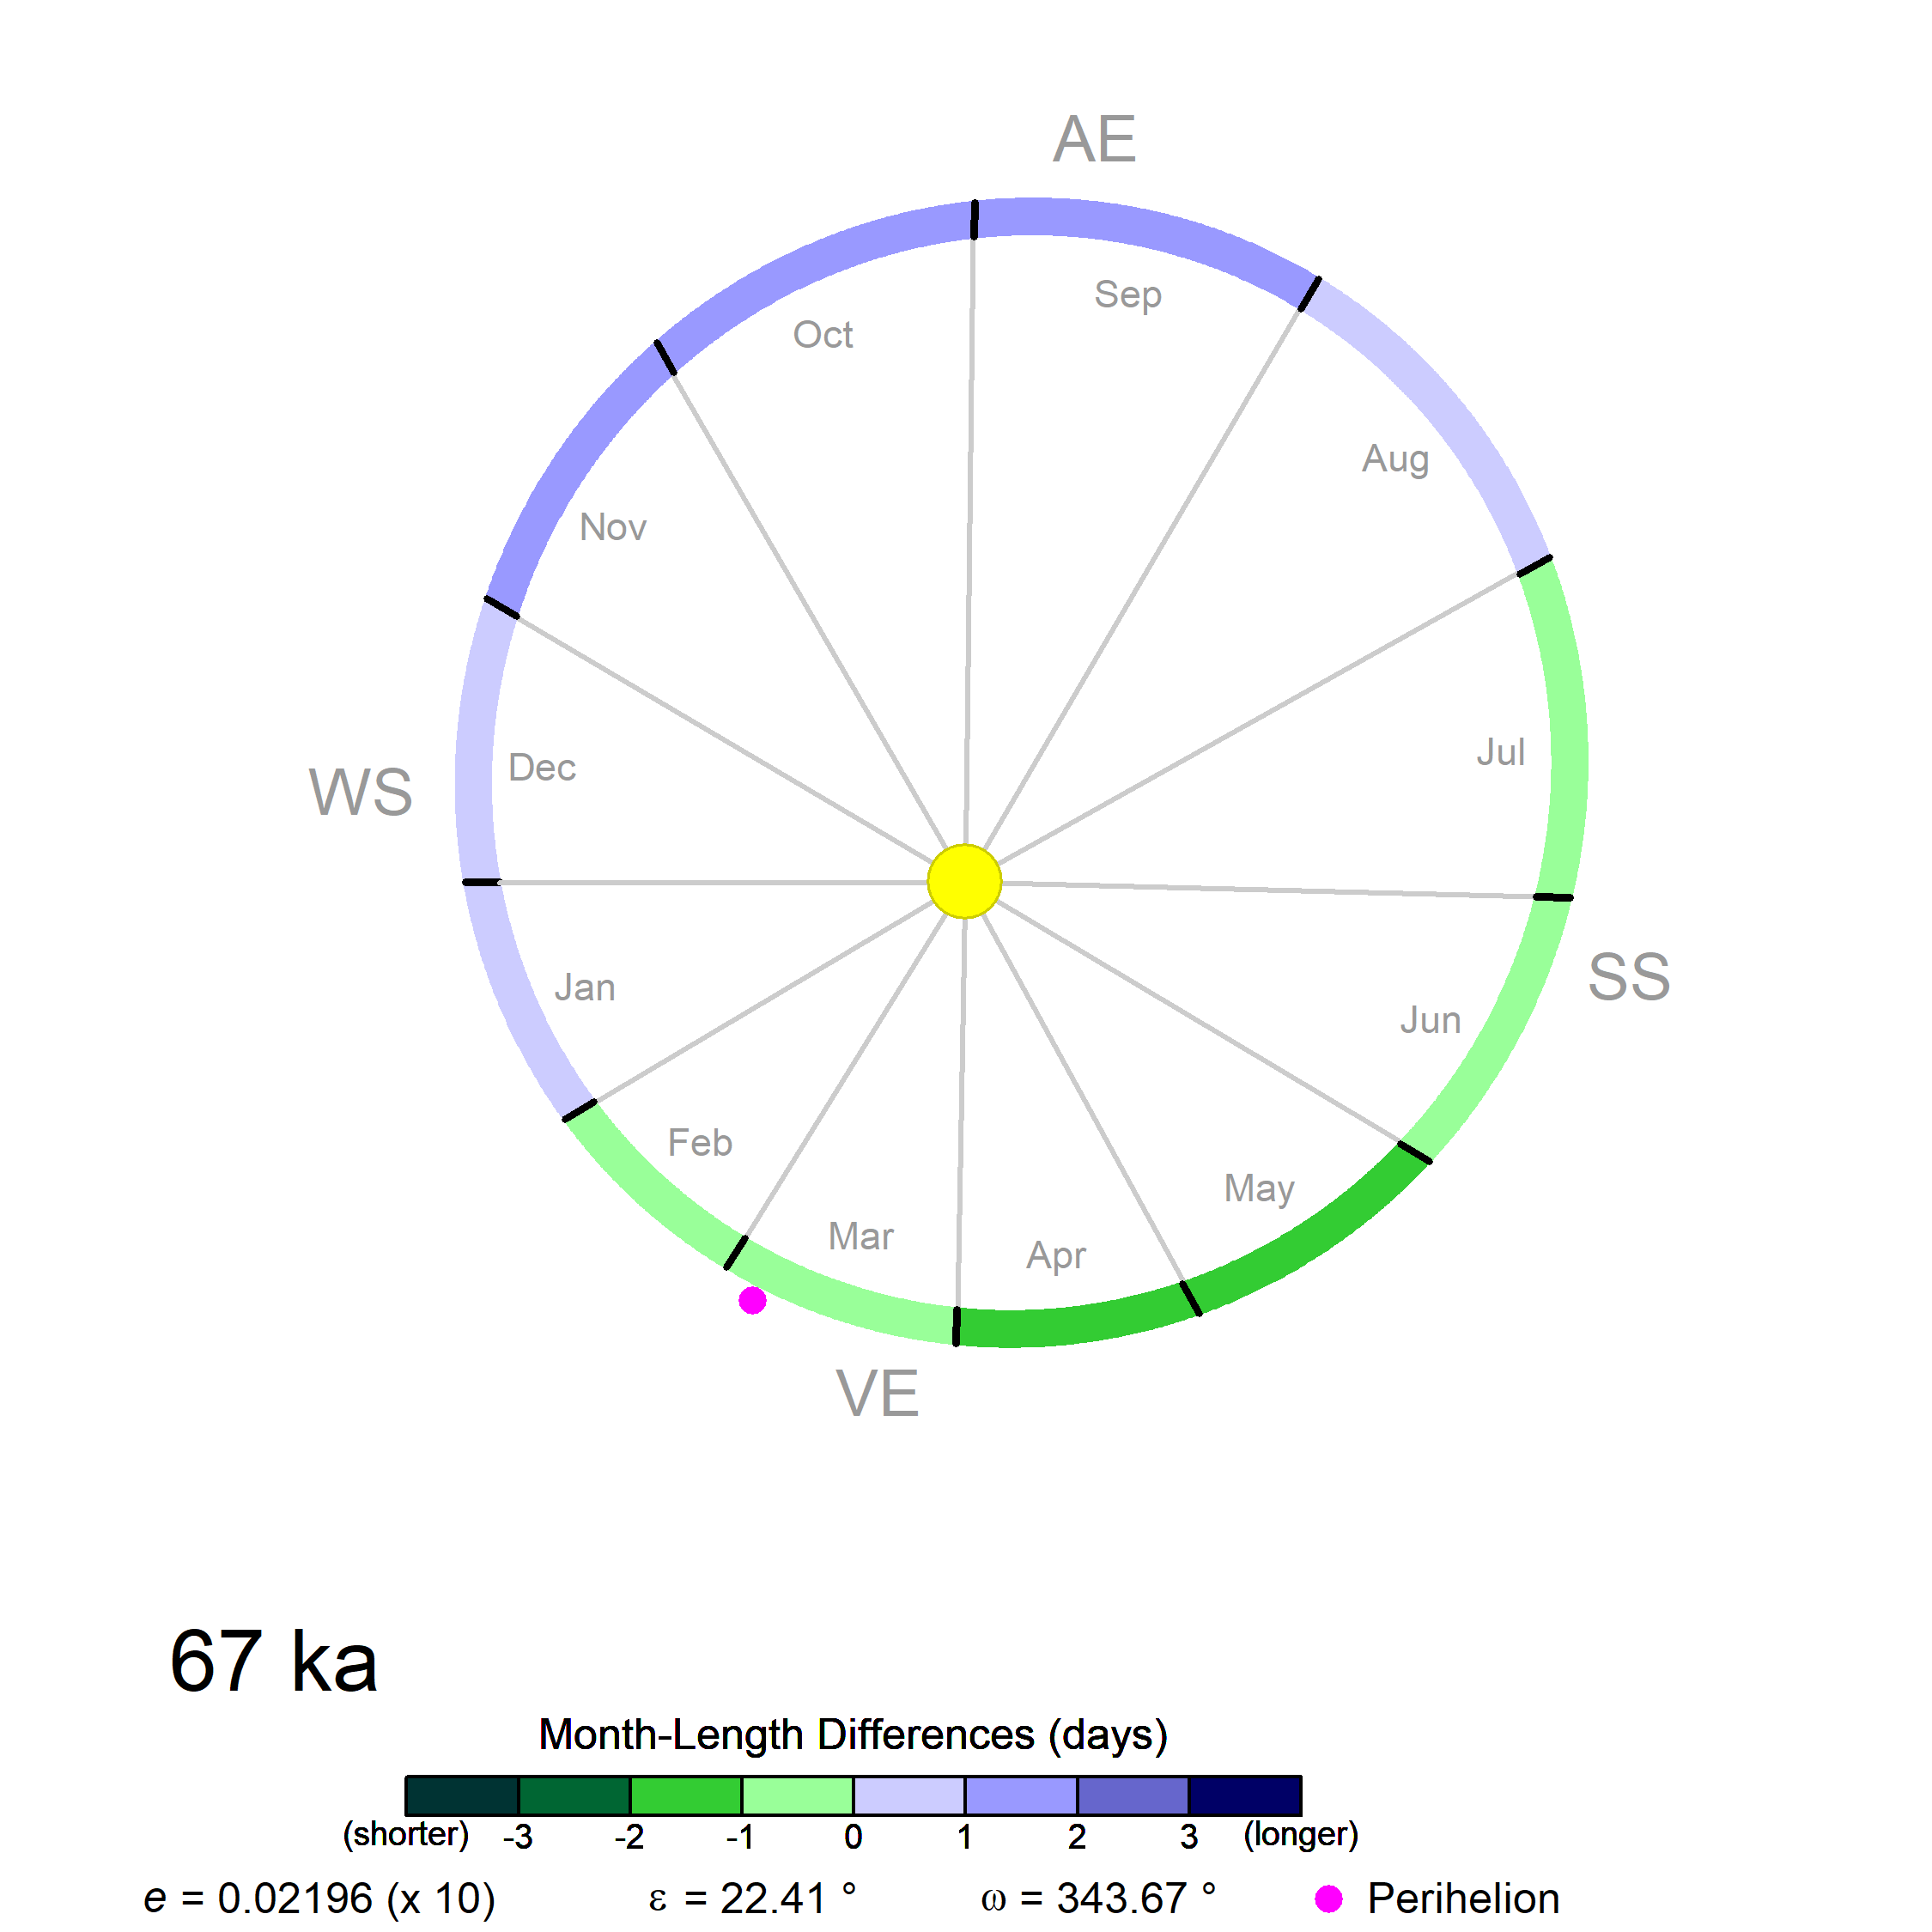 AE
Sep
Oct
Aug
Nov
Jul
Dec
WS
SS
Jan
Jun
Feb
May
Mar
Apr
VE
67 ka
Month-Length Differences (days)
(shorter) -3 -2 -1 0 1 2 3 (longer)
e = 0.02196 (x 10) ε = 22.41 ° ω = 343.67 ° Perihelion